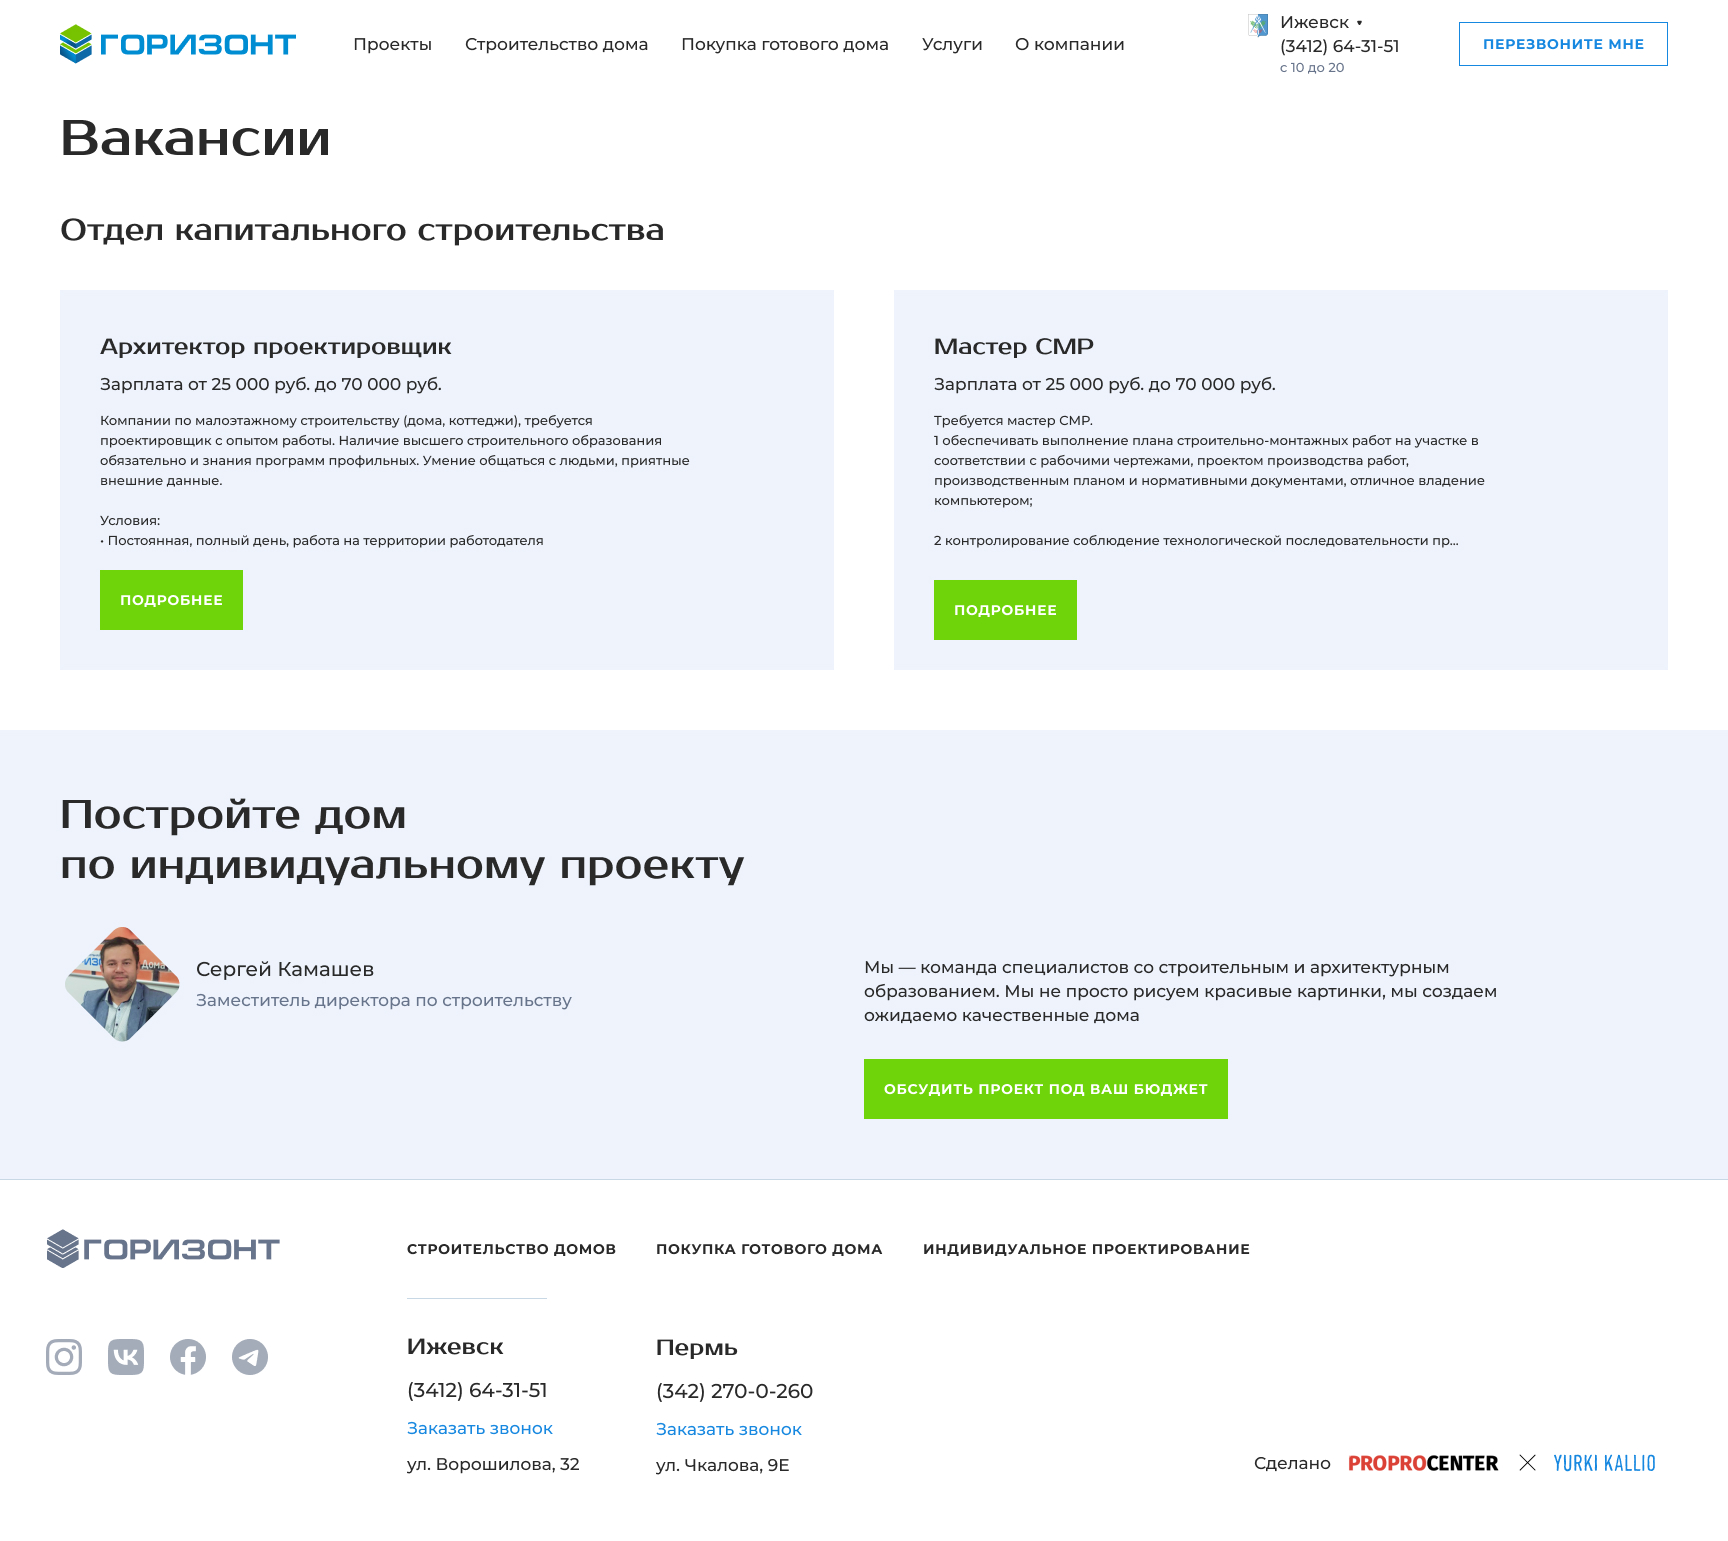 ГОРИЗОНТ
Проекты
Строительство дома
Покупка готового дома
Услуги
О компании
Ижевск
(3412) 64-31-51
с 10 до 20
ПЕРЕЗВОНИТЕ МНЕ
Вакансии
Отдел капитального строительства
Архитектор проектировщик
Зарплата от 25 000 руб. до 70 000 руб.
Компании по малоэтажному строительству (дома, коттеджи), требуется
проектировщик с опытом работы. Наличие высшего строительного образования
обязательно и знания программ профильных. Умение общаться с людьми, приятные
внешние данные.
Условия:
• Постоянная, полный день, работа на территории работодателя
ПОДРОБНЕЕ
Мастер СМР
Зарплата от 25 000 руб. до 70 000 руб.
Требуется мастер СМР.
1 обеспечивать выполнение плана строительно-монтажных работ на участке в
соответствии с рабочими чертежами, проектом производства работ,
производственным планом и нормативными документами, отличное владение
компьютером;
2 контролирование соблюдение технологической последовательности пр...
ПОДРОБНЕЕ
Постройте дом
по индивидуальному проекту
Дома
Сергей Камашев
Заместитель директора по строительству
Мы — команда специалистов со строительным и архитектурным
образованием. Мы не просто рисуем красивые картинки, мы создаем
ожидаемо качественные дома
ОБСУДИТЬ ПРОЕКТ ПОД ВАШ БЮДЖЕТ
ГОРИЗОНТ
СТРОИТЕЛЬСТВО ДОМОВ
ПОКУПКА ГОТОВОГО ДОМА
ИНДИВИДУАЛЬНОЕ ПРОЕКТИРОВАНИЕ
Ижевск
(3412) 64-31-51
Заказать звонок
ул. Ворошилова, 32
Пермь
(342) 270-0-260
Заказать звонок
ул. Чкалова, 9Е
Сделано
PROPROCENTER
YURKI KALLIO